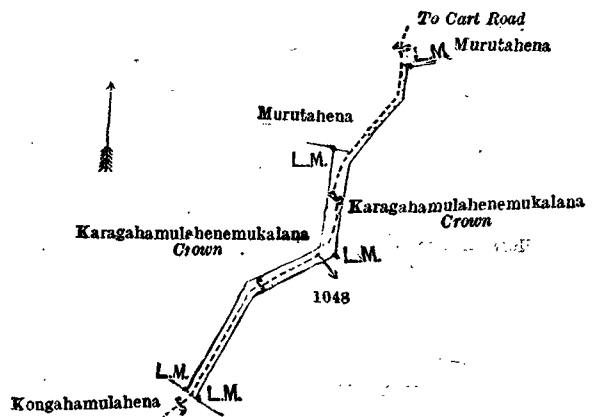 To Cart Road
L.M. Murutahena
Murutahena
L.M.
Karagahamulahenemukalana
Crown
Karagahamulahenemukalana
Crown
L.M.
1048
L.M.
L.M.
Kongahamulahena